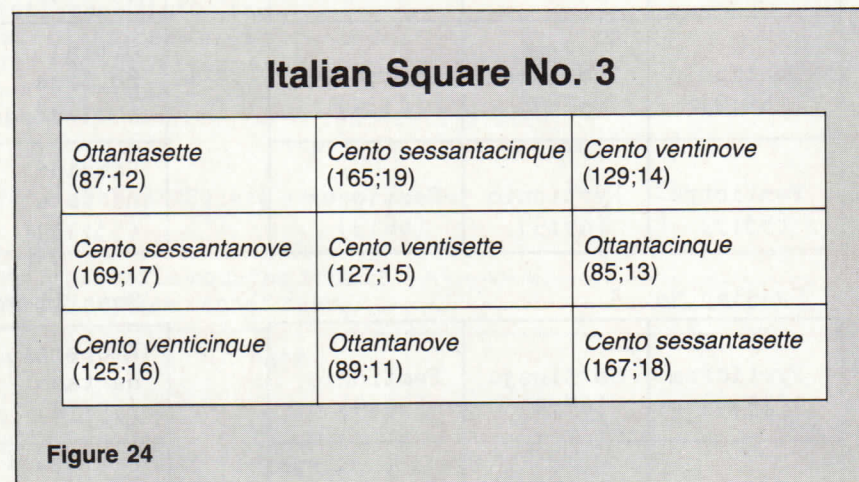 Italian Square No. 3
Ottantasette
(87;12)
Cento sessantacinque
(165;19)
Cento ventinove
(129;14)
Cento sessantanove
(169;17)
Cento ventisette
(127;15)
Ottantacinque
(85;13)
Cento venticinque
(125;16)
Ottantanove
(89;11)
Cento sessantasette
(167;18)
Figure 24